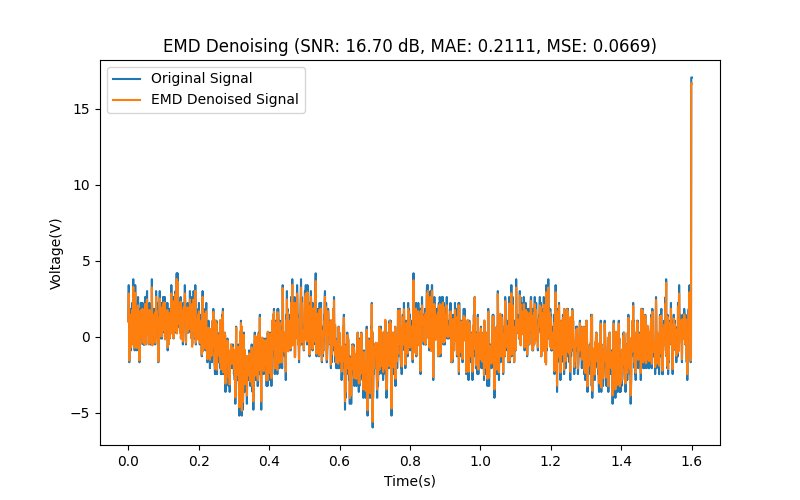 EMD Denoising (SNR: 16.70 dB, MAE: 0.2111, MSE: 0.0669)
Original Signal
EMD Denoised Signal
15
10
5
0
−5
Voltage(V)
0.0 0.2 0.4 0.6 0.8 1.0 1.2 1.4 1.6
Time(s)